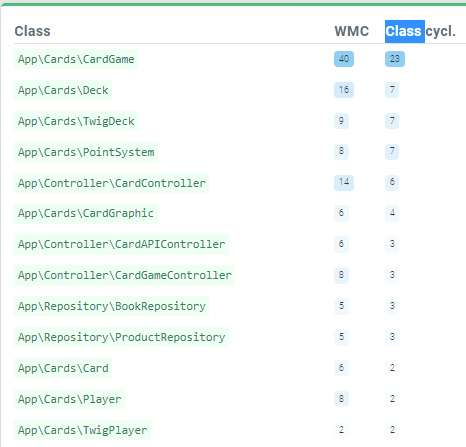 Class WMC Class cycl.
App\Cards\CardGame 40 23
App\Cards\Deck 16 7
App\Cards\TwigDeck 9 7
App\Cards\PointSystem 8 7
App\Controller\CardController 14 6
App\Cards\CardGraphic 6 4
App\Controller\CardAPIController 6 3
App\Controller\CardGameController 8 3
App\Repository\BookRepository 5 3
App\Repository\ProductRepository 5 3
App\Cards\Card 6 2
App\Cards\Player 8 2
App\Cards\TwigPlayer 2 2